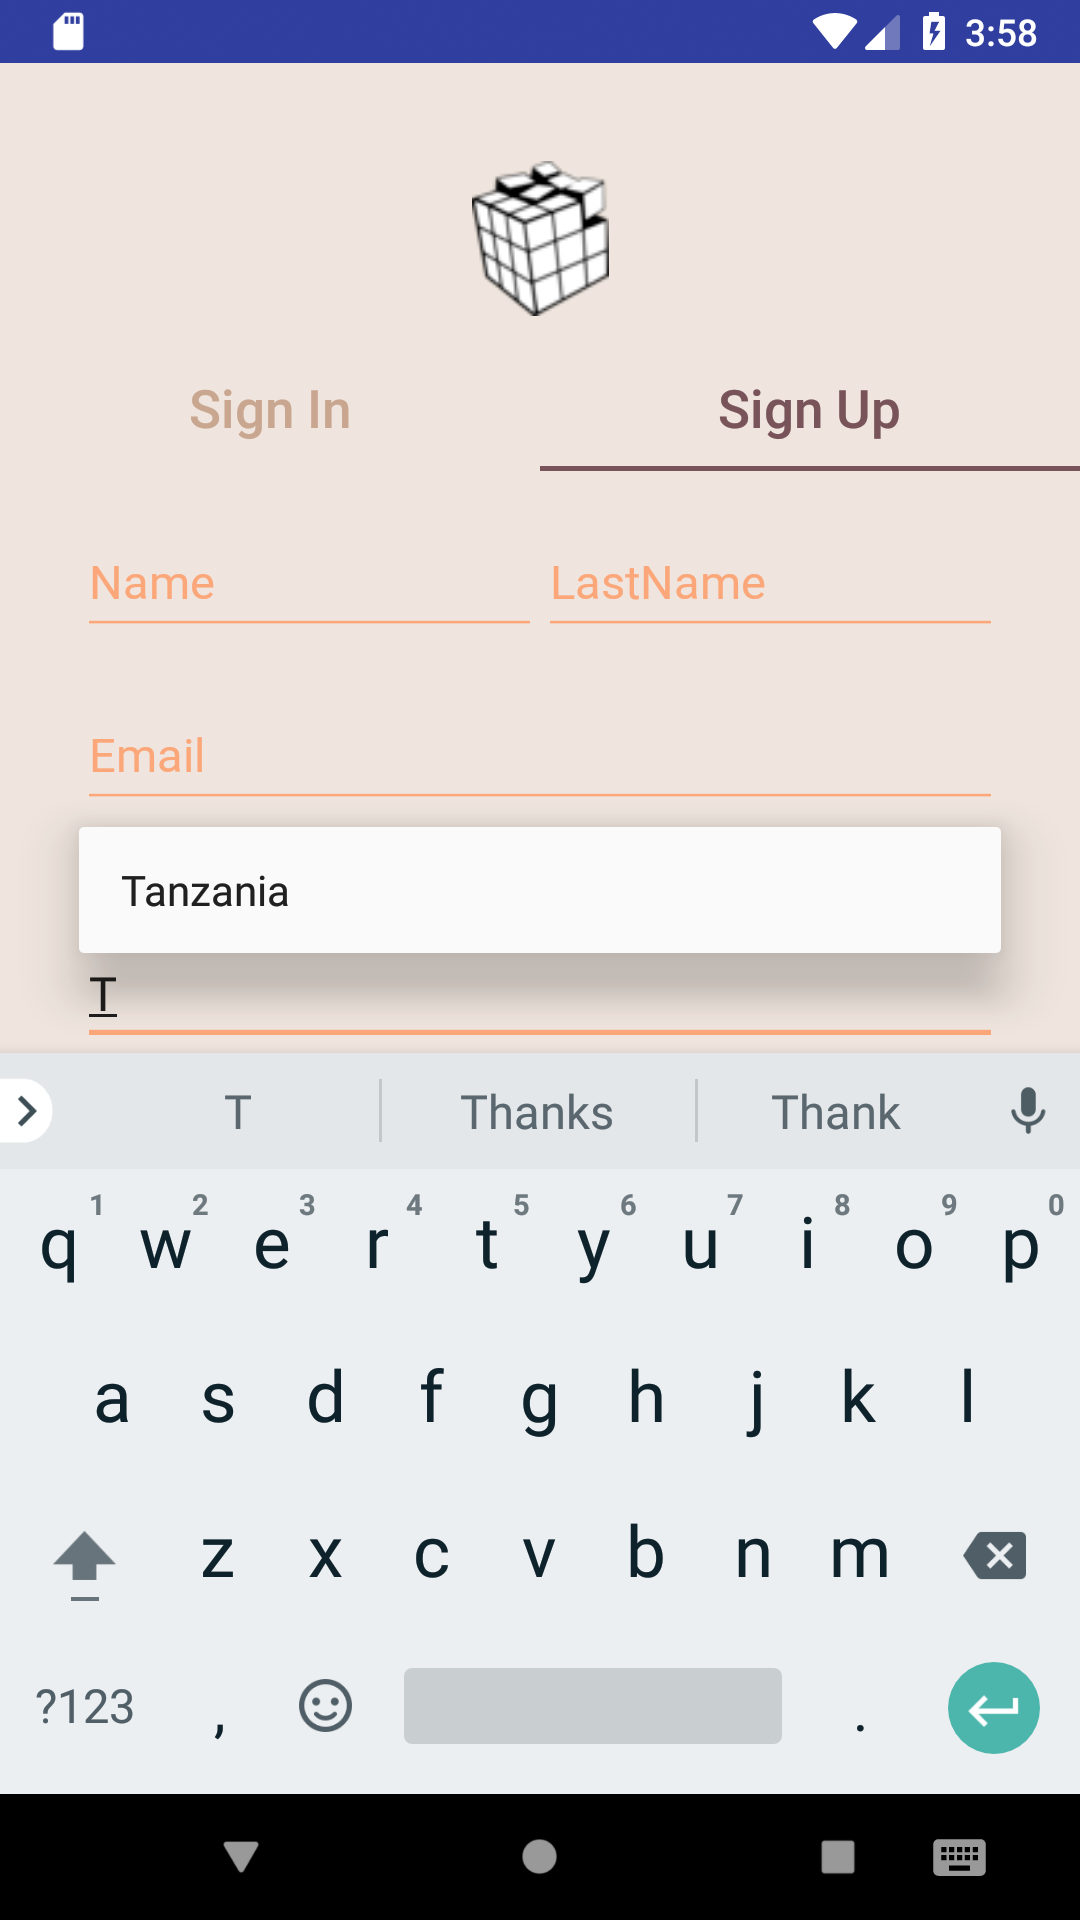 3:58
Sign In Sign Up
Name LastName
Email
Tanzania
T
T Thanks Thank
1 2 3 4 5 6 7 8 9 0
q w e r t y u i o p
a s d f g h j k l
z x c v b n m
?123 , .